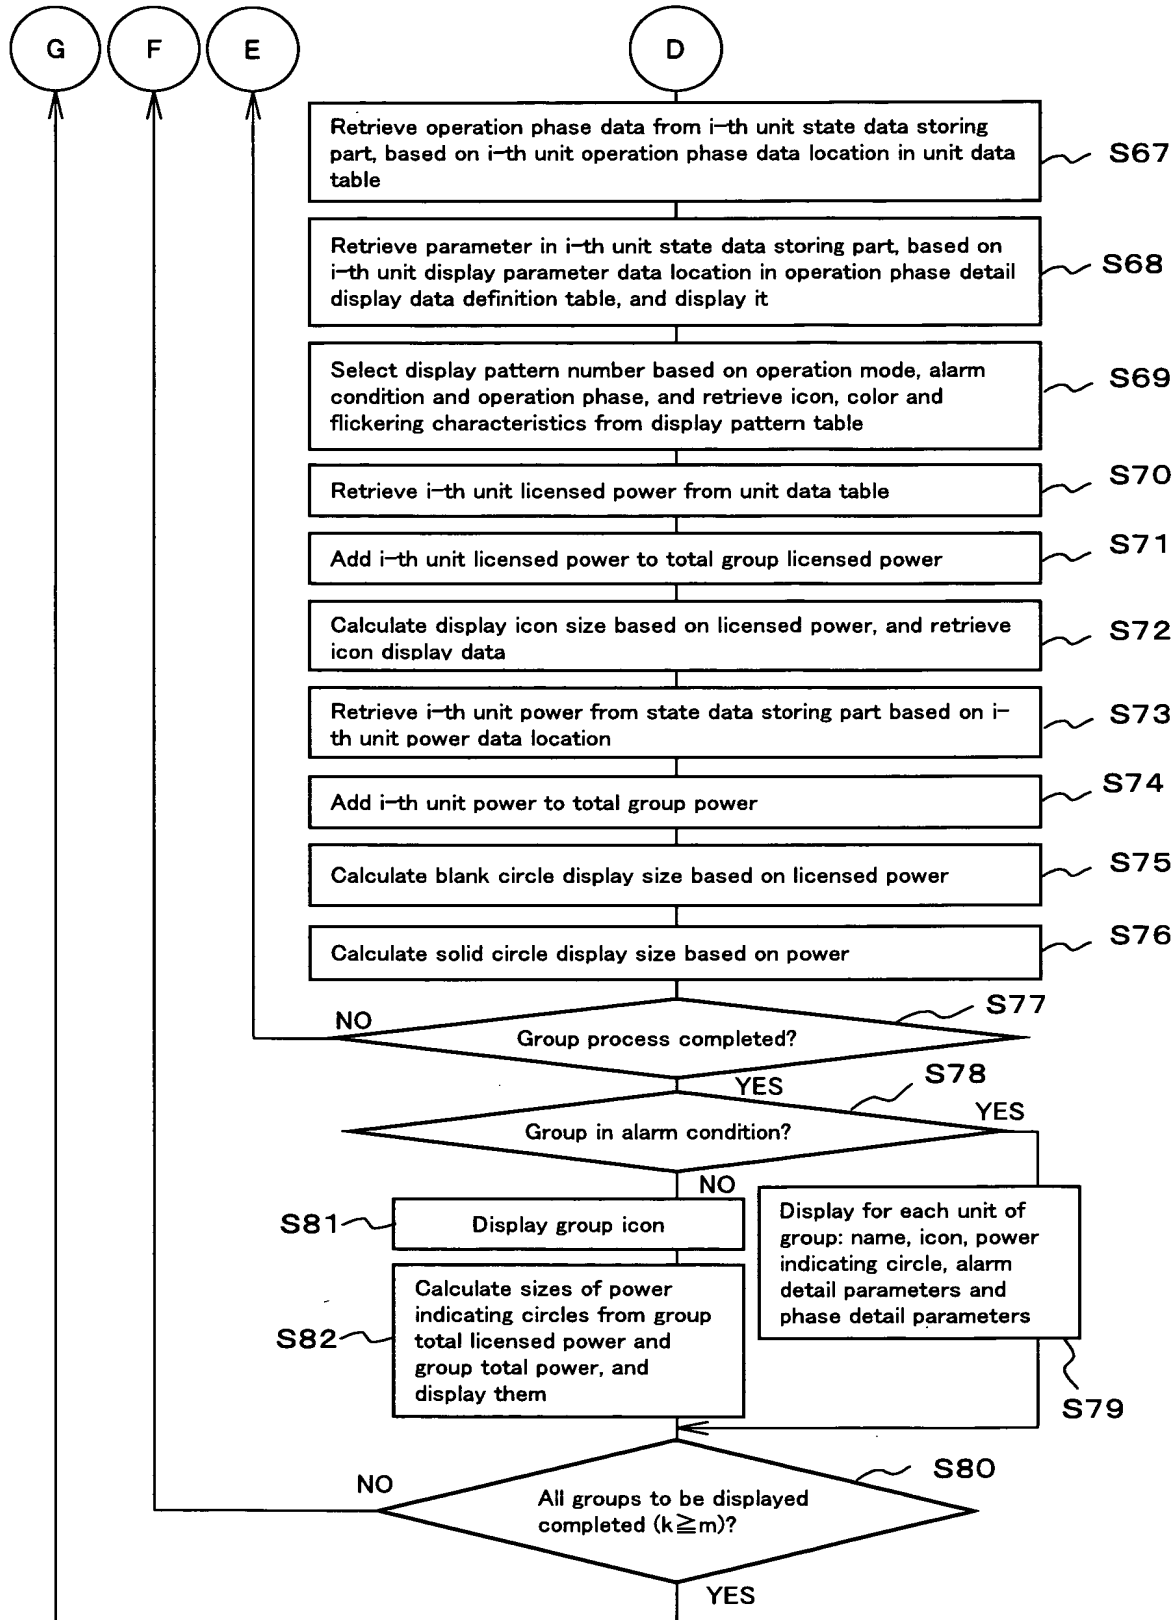 G F E D
Retrieve operation phase data from i-th unit state data storing
part, based on i-th unit operation phase data location in unit data
table
S67
Retrieve parameter in i-th unit state data storing part, based on
i-th unit display parameter data location in operation phase detail
display data definition table, and display it
S68
Select display pattern number based on operation mode, alarm
condition and operation phase, and retrieve icon, color and
flickering characteristics from display pattern table
S69
Retrieve i-th unit licensed power from unit data table
S70
Add i-th unit licensed power to total group licensed power
S71
Calculate display icon size based on licensed power, and retrieve
icon display data
S72
Retrieve i-th unit power from state data storing part based on i-
th unit power data location
S73
Add i-th unit power to total group power
S74
Calculate blank circle display size based on licensed power
S75
Calculate solid circle display size based on power
S76
S77
NO
Group process completed?
YES
S78
YES
Group in alarm condition?
NO
S81
Display group icon
Display for each unit of
group: name, icon, power
indicating circle, alarm
detail parameters and
phase detail parameters
S79
S82
Calculate sizes of power
indicating circles from group
total licensed power and
group total power, and
display them
S80
NO
All groups to be displayed
completed (k≧m)?
YES